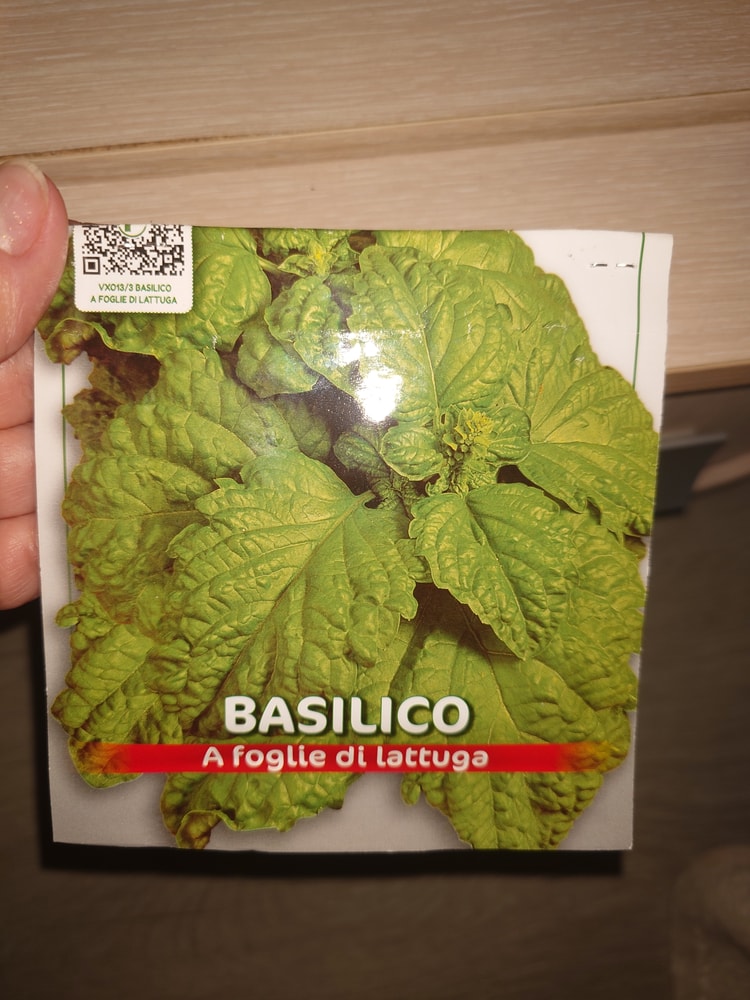 VX013/3 BASILICO
A FOGLIE DI LATTUGA
BASILICO
A foglie di lattuga